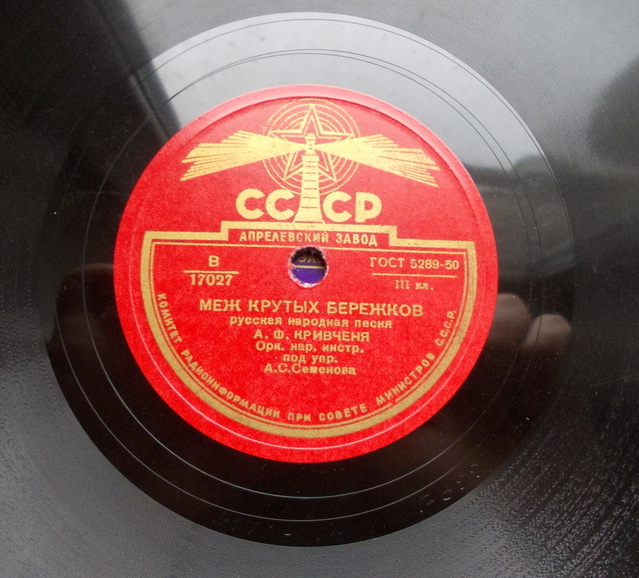 СССР
АПРЕЛЕВСКИЙ ЗАВОД
В
17027
ГОСТ 5289-50
III кл.
МЕЖ КРУТЫХ БЕРЕЖКОВ
русская народная песня
А. Ф. КРИВЧЕНЯ
Орк. нар. инстр.
под упр.
А.С.Семенова
КОМИТЕТ РАДИОИНФОРМАЦИИ ПРИ СОВЕТЕ МИНИСТРОВ С.С.С.Р.